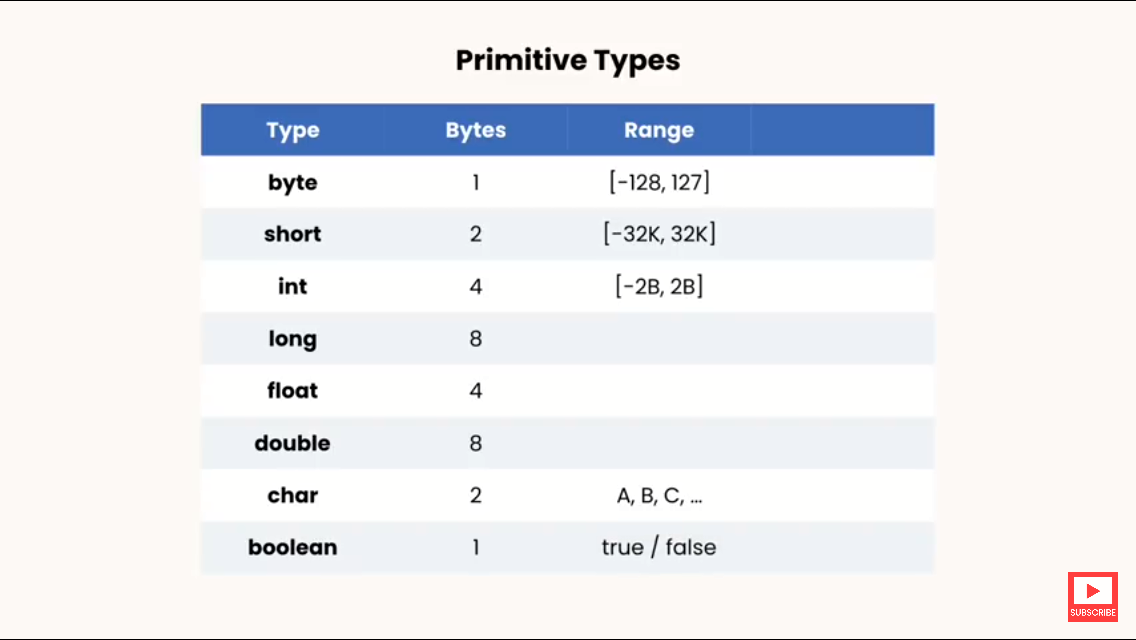 Primitive Types
Type Bytes Range
byte 1 [-128, 127]
short 2 [-32K, 32K]
int 4 [-2B, 2B]
long 8
float 4
double 8
char 2 A, B, C, ...
boolean 1 true / false
SUBSCRIBE